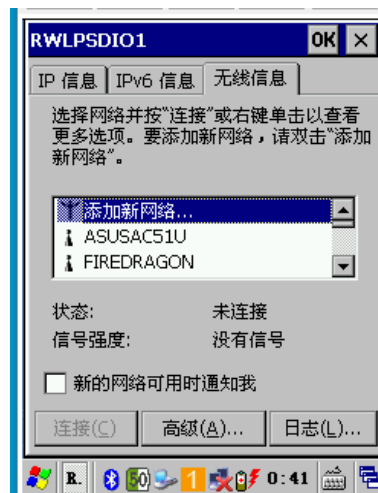 RWLPSDIO1 OK ×
IP 信息 IPv6 信息 无线信息
选择网络并按"连接"或右键单击以查看
更多选项。要添加新网络，请双击"添加
新网络"。
添加新网络...
ASUSAC51U
FIREDRAGON
状态: 未连接
信号强度: 没有信号
新的网络可用时通知我
连接(C) 高级(A)... 日志(L)...
R. 50 1 0:41